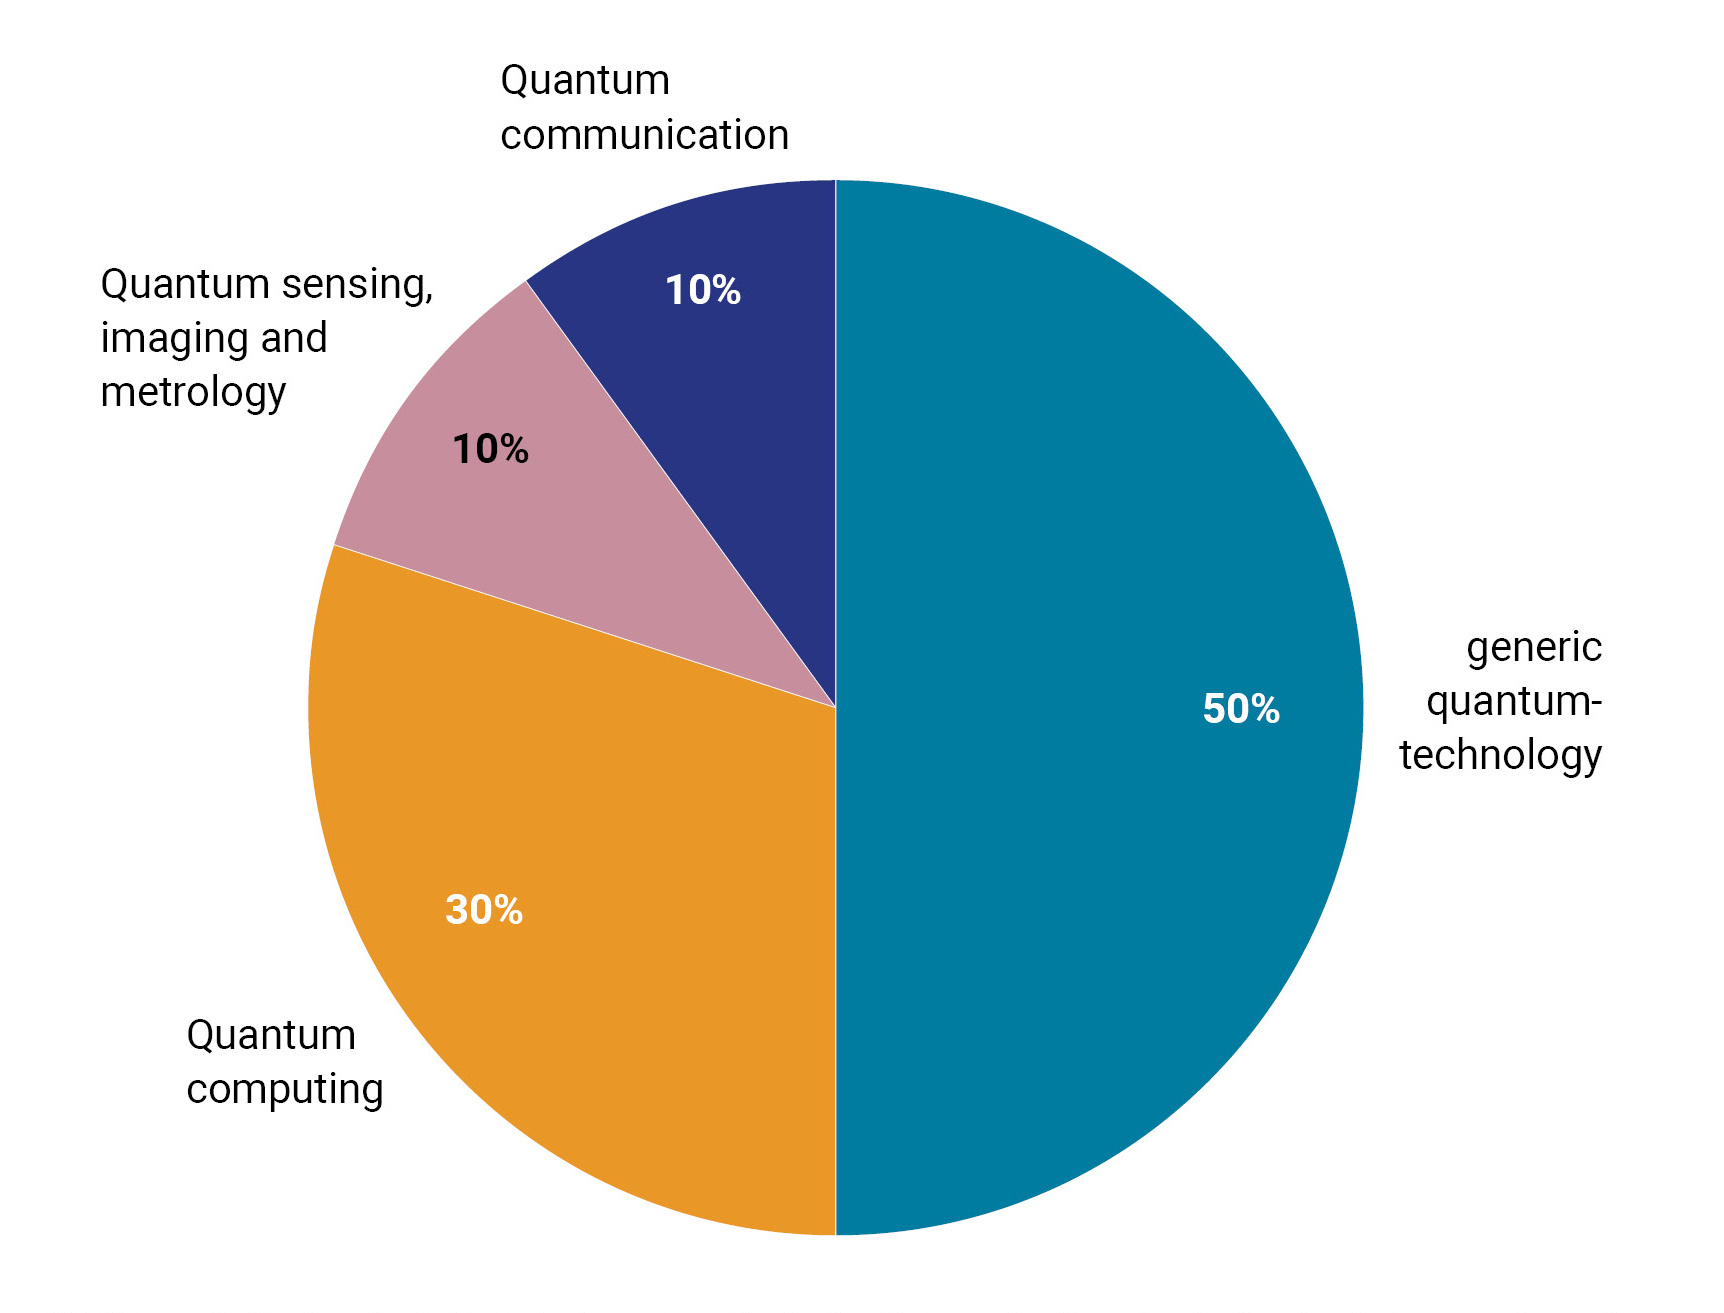 Quantum
communication
10%
Quantum sensing,
imaging and
metrology
10%
generic
quantum-
technology
50%
30%
Quantum
computing